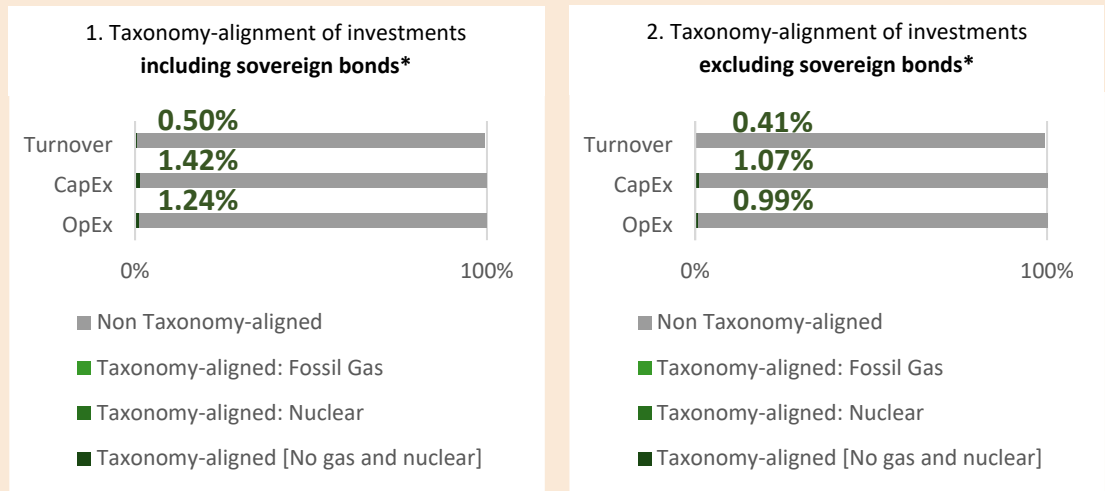 1. Taxonomy-alignment of investments
including sovereign bonds*
0.50%
Turnover
1.42%
CapEx
1.24%
OpEx
0%
100%
Non Taxonomy-aligned
Taxonomy-aligned: Fossil Gas
Taxonomy-aligned: Nuclear
Taxonomy-aligned [No gas and nuclear]
2. Taxonomy-alignment of investments
excluding sovereign bonds*
0.41%
Turnover
1.07%
CapEx
0.99%
OpEx
0%
100%
Non Taxonomy-aligned
Taxonomy-aligned: Fossil Gas
Taxonomy-aligned: Nuclear
Taxonomy-aligned [No gas and nuclear]